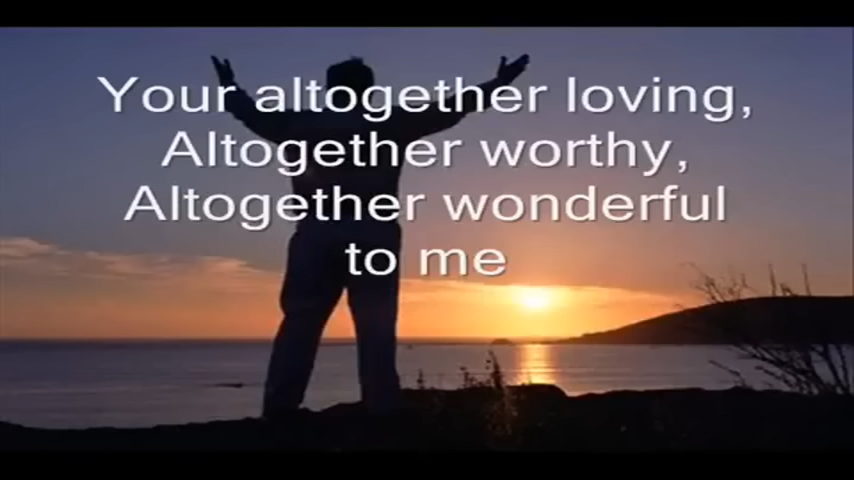 Your altogether loving,
Altogether worthy,
Altogether wonderful
to me